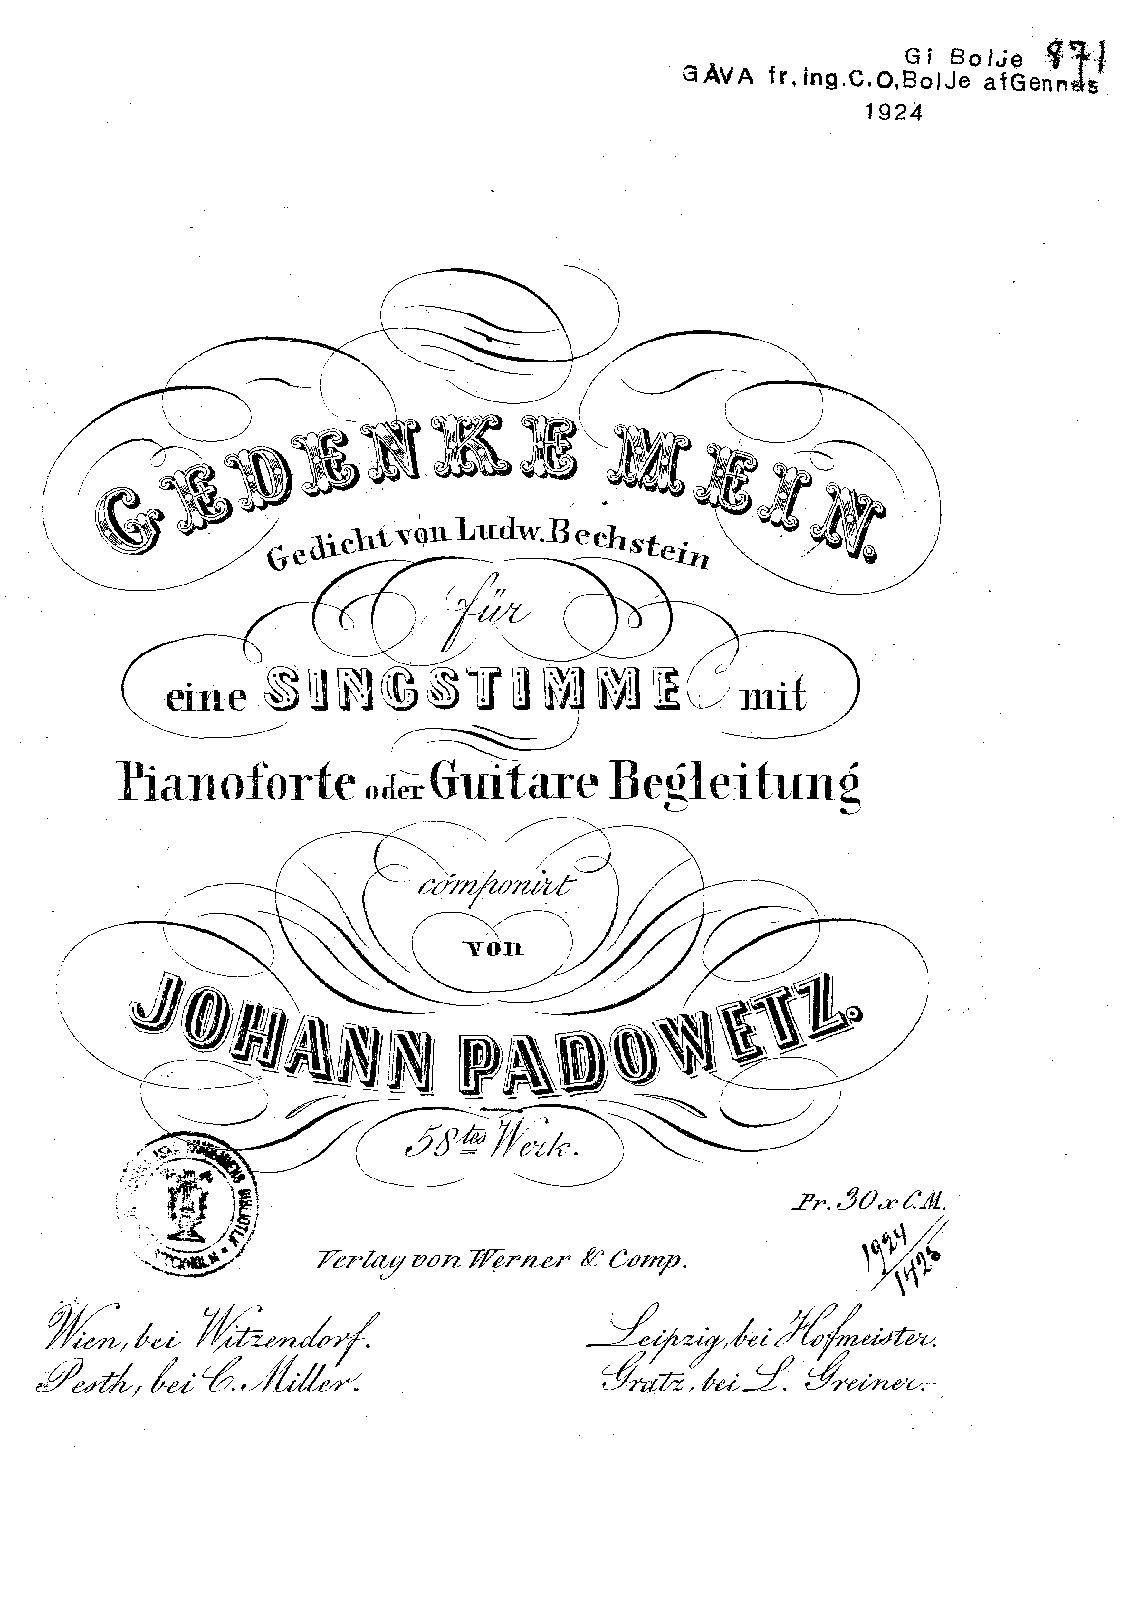 Gi Bolje 871
GÅVA fr. ing. C.O, Bolje af Gennäs
1924
GEDENKE MEIN.
Gedicht von Ludw. Bechstein
für
eine SINGSTIMME mit
Pianoforte oder Guitare Begleitung
componirt
von
JOHANN PADOWETZ.
58tes Werk.
Pr. 30 x C.M.
1924
1428
Verlag von Werner & Comp.
Wien, bei Witzendorf.
Leipzig, bei Hofmeister.
Pesth, bei C. Miller.
Gratz, bei L. Greiner.